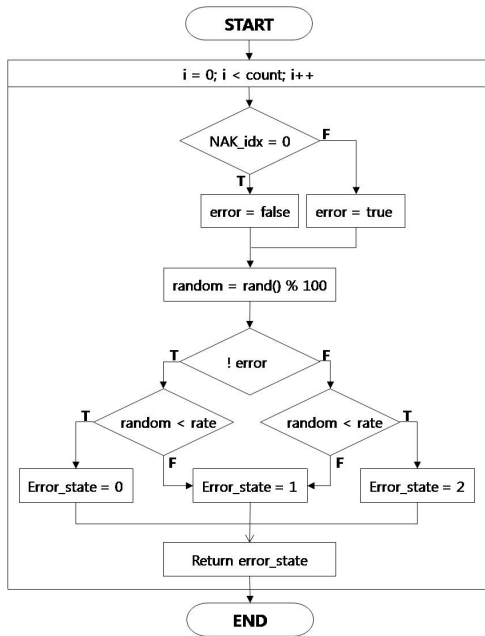 START
i = 0; i < count; i++
NAK_idx = 0
F
T
error = false
error = true
random = rand() % 100
T
F
! error
T
random < rate
random < rate
T
F
F
Error_state = 0
Error_state = 1
Error_state = 2
Return error_state
END